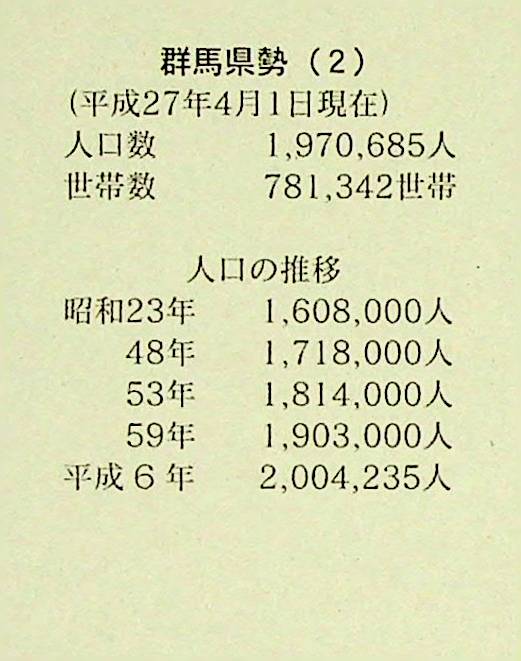 群馬県勢（2）
(平成27年4月1日現在)
人口数 1,970,685人
世帯数 781,342世帯
人口の推移
昭和23年 1,608,000人
48年 1,718,000人
53年 1,814,000人
59年 1,903,000人
平成6年 2,004,235人